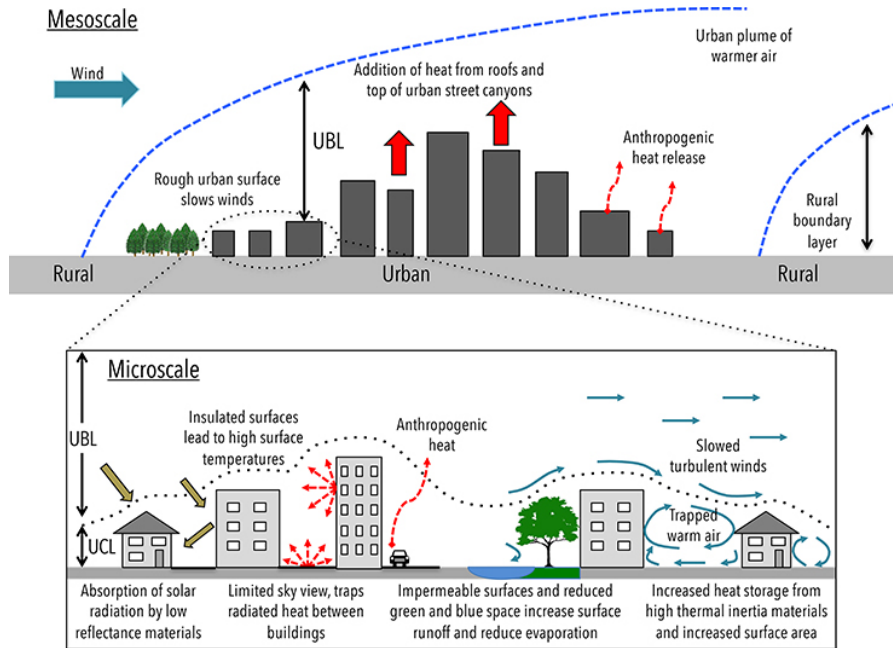 Mesoscale
Wind
Urban plume of
warmer air
Addition of heat from roofs and
top of urban street canyons
UBL
Anthropogenic
heat release
Rough urban surface
slows winds
Rural
boundary
layer
Rural
Urban
Rural
Microscale
Insulated surfaces
lead to high surface
temperatures
Anthropogenic
heat
UBL
Slowed
turbulent winds
Trapped
warm air
UCL
Absorption of solar
radiation by low
reflectance materials
Limited sky view, traps
radiated heat between
buildings
Impermeable surfaces and reduced
green and blue space increase surface
runoff and reduce evaporation
Increased heat storage from
high thermal inertia materials
and increased surface area